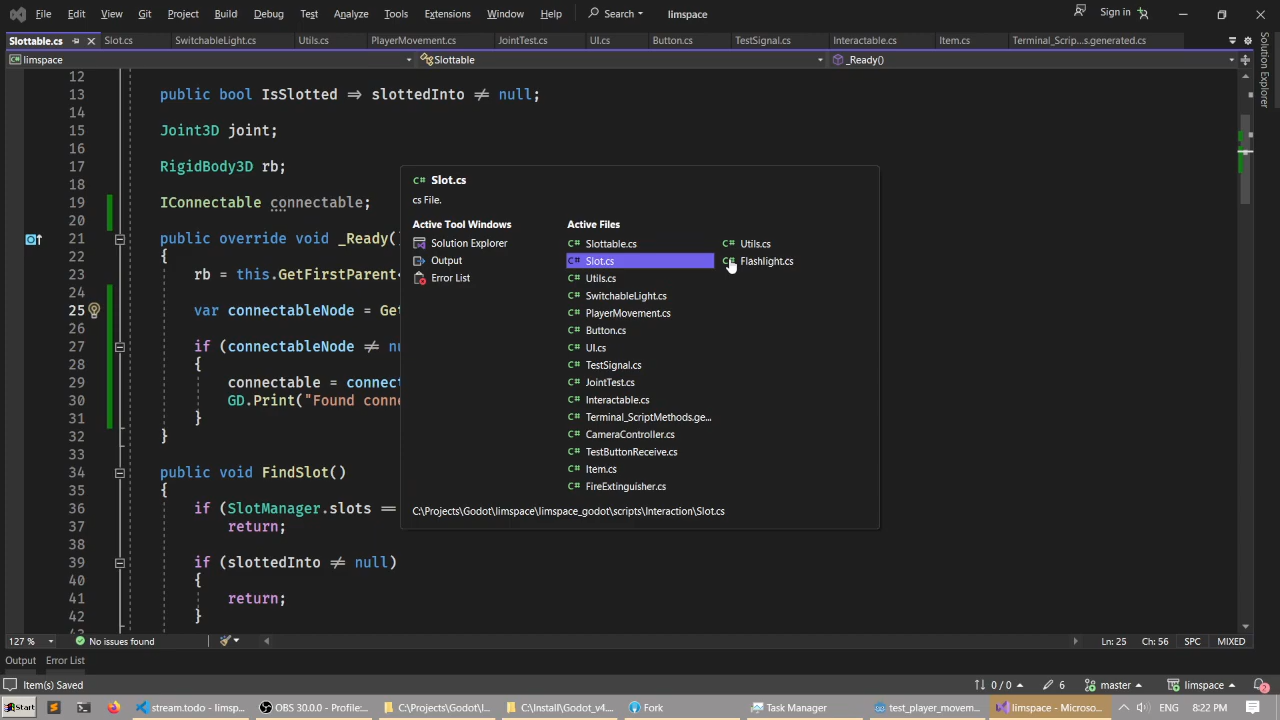 File Edit View Git Project Build Debug Test Analyze Tools Extensions Window Help Search limspace Sign in
Slottable.cs Slot.cs SwitchableLight.cs Utils.cs PlayerMovement.cs JointTest.cs UI.cs Button.cs TestSignal.cs Interactable.cs Item.cs Terminal_Scrip...s.generated.cs
limspace Slottable _Ready()
Solution Explorer
12
13 public bool IsSlotted => slottedInto ≠ null;
14
15 Joint3D joint;
16
17 RigidBody3D rb;
18
19 IConnectable connectable;
20
21 public override void _Ready(
22 {
23 rb = this.GetFirstParent<
24
25 var connectableNode = Get
26
27 if (connectableNode ≠ nu
28 {
29 connectable = connec
30 GD.Print("Found conne
31 }
32 }
33
34 public void FindSlot()
35 {
36 if (SlotManager.slots ==
37 return;
38
39 if (slottedInto ≠ null)
40 {
41 return;
42 }
Slot.cs
cs File.
Active Tool Windows
Solution Explorer
Output
Error List
Active Files
Slottable.cs
Slot.cs
Utils.cs
SwitchableLight.cs
PlayerMovement.cs
Button.cs
UI.cs
TestSignal.cs
JointTest.cs
Interactable.cs
Terminal_ScriptMethods.ge...
CameraController.cs
TestButtonReceive.cs
Item.cs
FireExtinguisher.cs
Utils.cs
Flashlight.cs
C:\Projects\Godot\limspace\limspace_godot\scripts\Interaction\Slot.cs
127 % No issues found Ln: 25 Ch: 56 SPC MIXED
Output Error List
Item(s) Saved 0 / 0 6 master limspace 2
Start stream.todo - limsp... OBS 30.0.0 - Profile:... C:\Projects\Godot\l... C:\Install\Godot_v4.... Fork Task Manager test_player_movem... limspace - Microso... ENG 8:22 PM